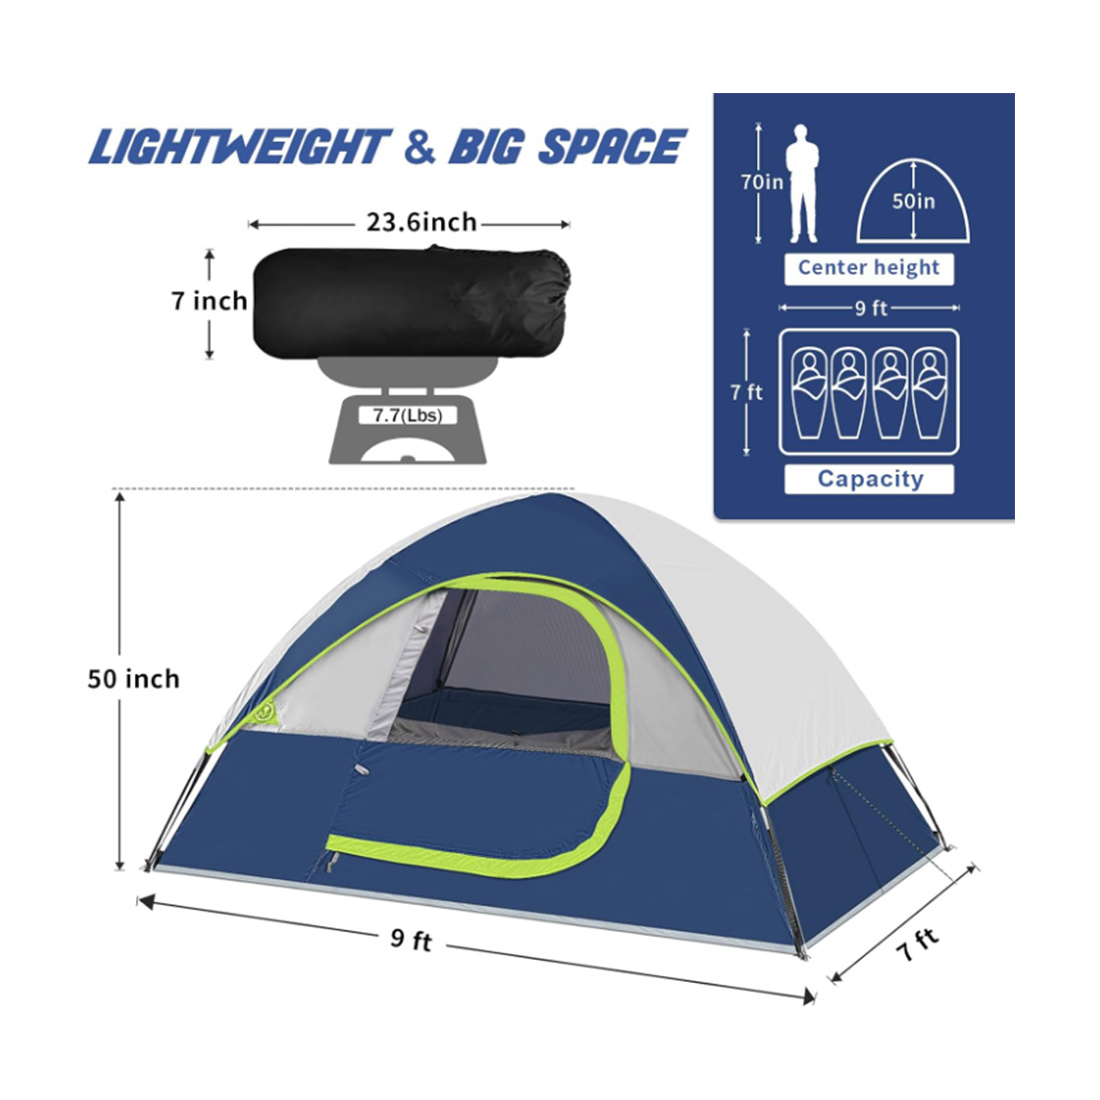 LIGHTWEIGHT & BIG SPACE
23.6inch
7 inch
7.7(Lbs)
70in
50in
Center height
9 ft
7 ft
Capacity
50 inch
9 ft
7 ft